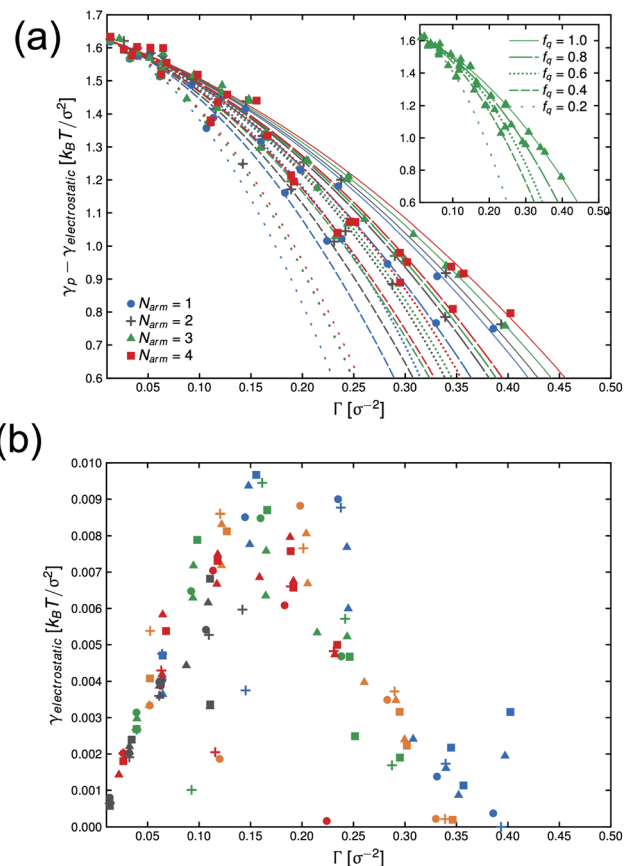 (a)
1.7
1.6
1.5
1.4
1.3
1.2
1.1
1.0
0.9
0.8
0.7
0.6
γp − γelectrostatic [kBT/σ²]
0.05 0.10 0.15 0.20 0.25 0.30 0.35 0.40 0.45 0.50
Γ [σ⁻²]
Narm = 1
Narm = 2
Narm = 3
Narm = 4
1.6
1.4
1.2
1.0
0.8
0.6
0.10 0.20 0.30 0.40 0.50
fq = 1.0
fq = 0.8
fq = 0.6
fq = 0.4
fq = 0.2
(b)
0.010
0.009
0.008
0.007
0.006
0.005
0.004
0.003
0.002
0.001
0.000
γelectrostatic [kBT/σ²]
0.05 0.10 0.15 0.20 0.25 0.30 0.35 0.40 0.45 0.50
Γ [σ⁻²]